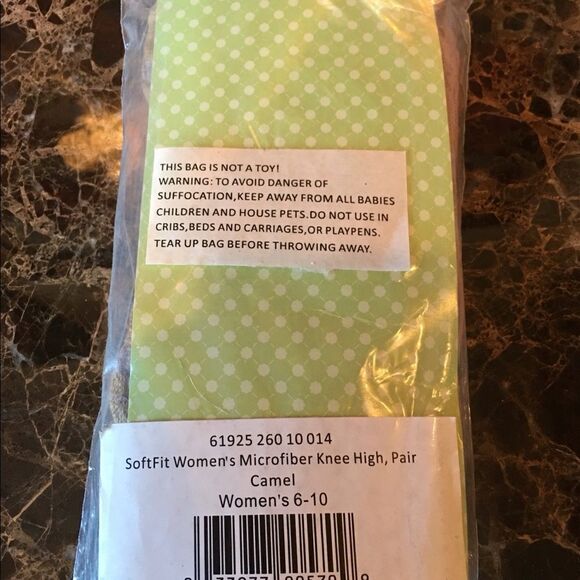 THIS BAG IS NOT A TOY!
WARNING: TO AVOID DANGER OF
SUFFOCATION,KEEP AWAY FROM ALL BABIES
CHILDREN AND HOUSE PETS.DO NOT USE IN
CRIBS,BEDS AND CARRIAGES,OR PLAYPENS.
TEAR UP BAG BEFORE THROWING AWAY.
61925 260 10 014
SoftFit Women's Microfiber Knee High, Pair
Camel
Women's 6-10